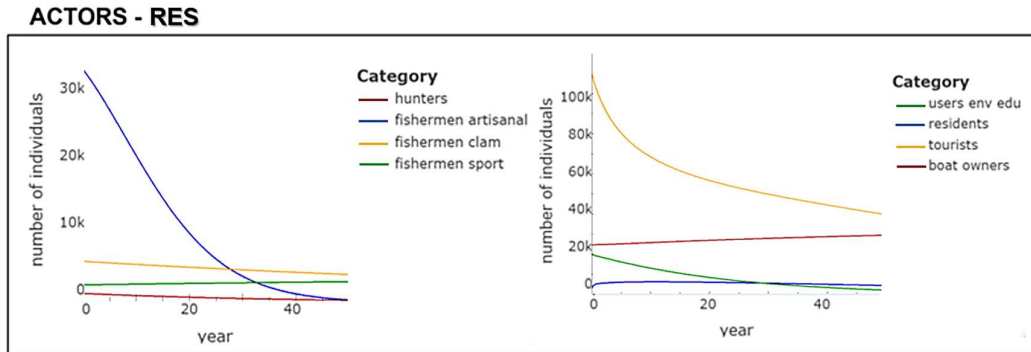 ACTORS - RES
number of individuals
30k
20k
10k
0
0
20
40
year
Category
hunters
fishermen artisanal
fishermen clam
fishermen sport
number of individuals
100k
80k
60k
40k
20k
0
0
20
40
year
Category
users env edu
residents
tourists
boat owners